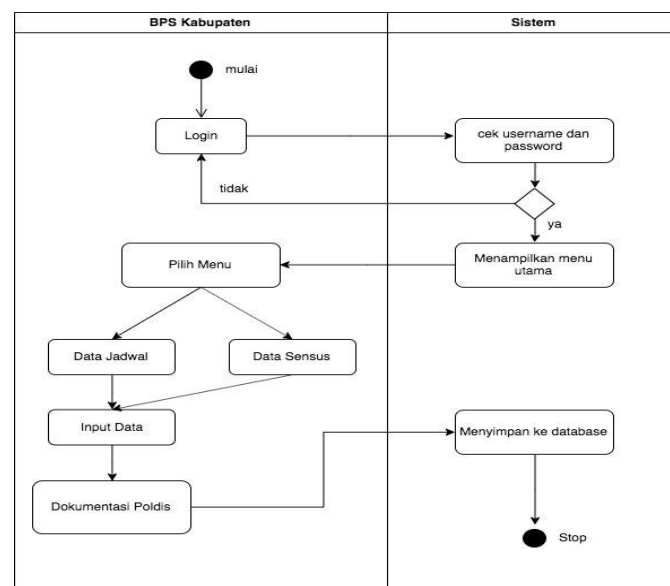 BPS Kabupaten
Sistem
mulai
Login
cek username dan
password
tidak
ya
Pilih Menu
Menampilkan menu
utama
Data Jadwal
Data Sensus
Input Data
Menyimpan ke database
Dokumentasi Poldis
Stop